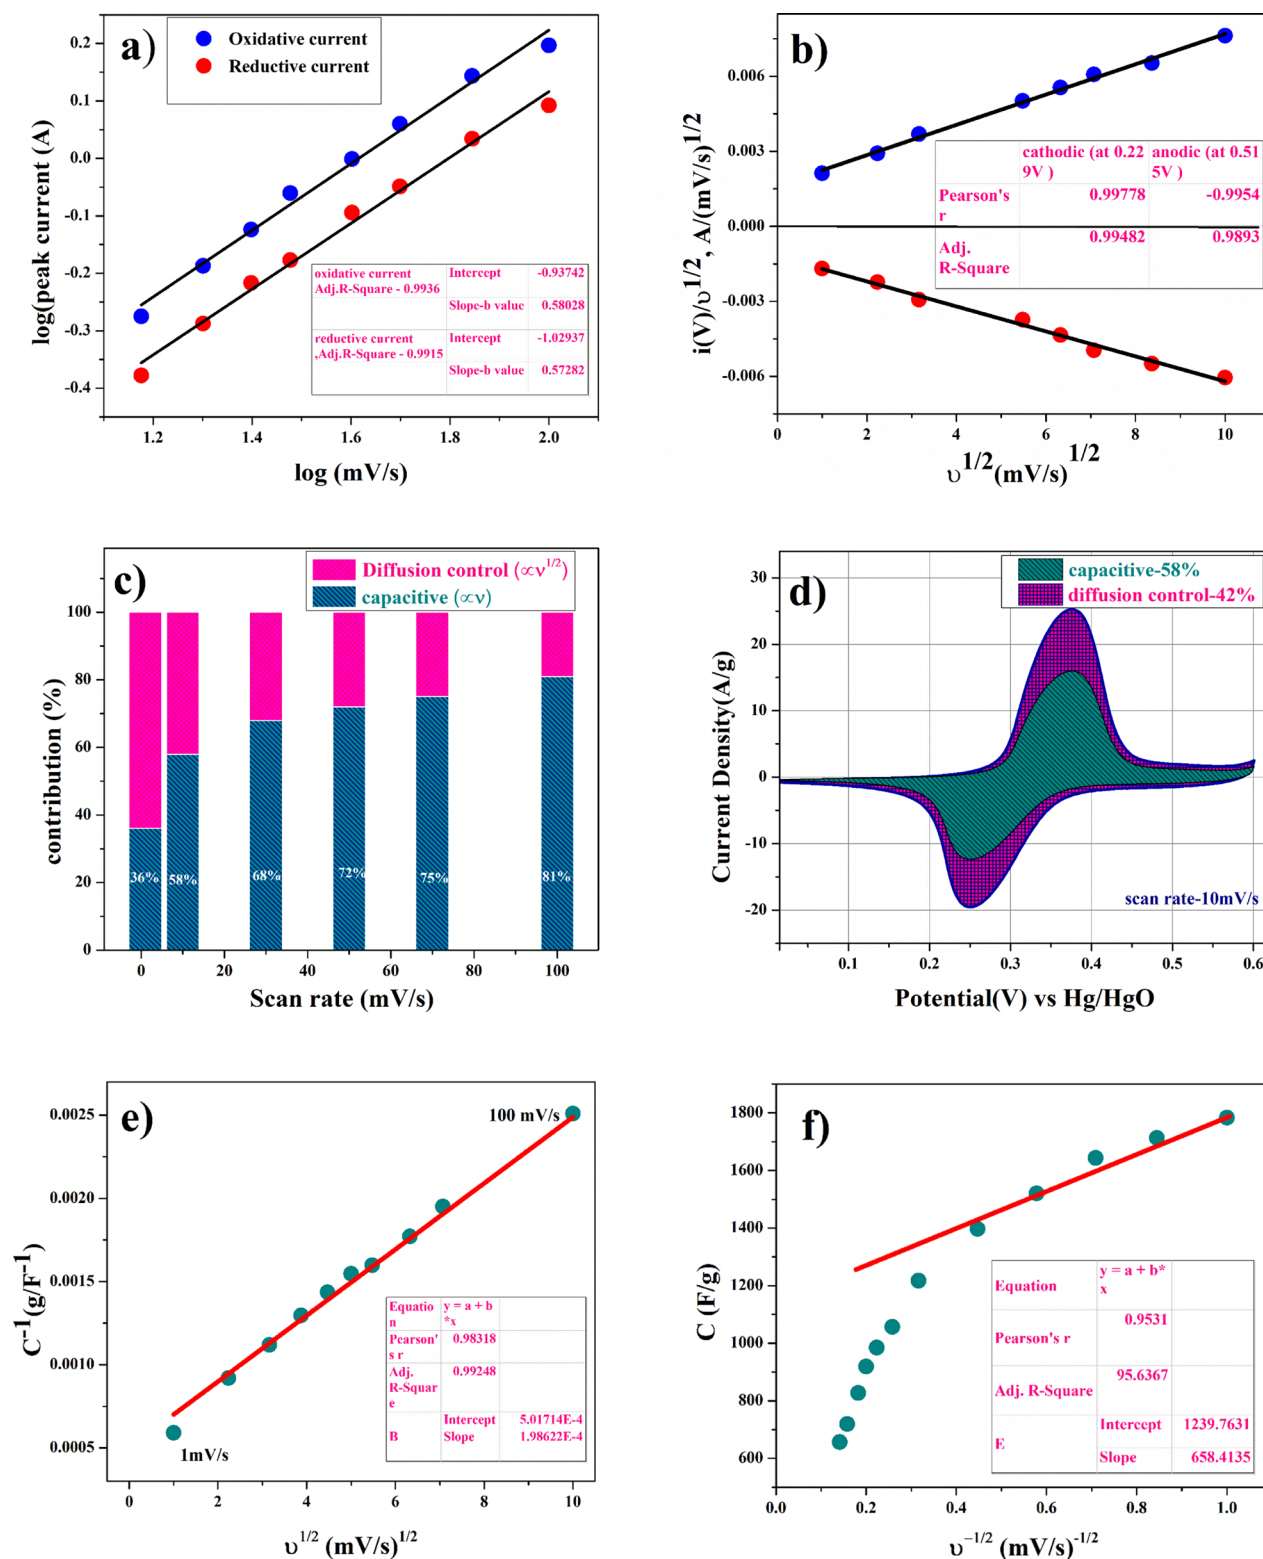 a)
Oxidative current
Reductive current
log(peak current (A)
0.2
0.1
0.0
-0.1
-0.2
-0.3
-0.4
1.2
1.4
1.6
1.8
2.0
log (mV/s)
oxidative current
Adj.R-Square - 0.9936
Intercept
-0.93742
Slope-b value
0.58028
reductive current
,Adj.R-Square - 0.9915
Intercept
-1.02937
Slope-b value
0.57282
b)
i(V)/υ^1/2, A/(mV/s)^1/2
0.006
0.003
0.000
-0.003
-0.006
0
2
4
6
8
10
υ^1/2(mV/s)^1/2
cathodic (at 0.22
9V )
anodic (at 0.51
5V )
Pearson's
r
0.99778
-0.9954
Adj.
R-Square
0.99482
0.9893
c)
Diffusion control (∝ν^1/2)
capacitive (∝ν)
contribution (%)
100
80
60
40
20
0
36%
58%
68%
72%
75%
81%
0
20
40
60
80
100
Scan rate (mV/s)
d)
capacitive-58%
diffusion control-42%
Current Density(A/g)
30
20
10
0
-10
-20
scan rate-10mV/s
0.1
0.2
0.3
0.4
0.5
0.6
Potential(V) vs Hg/HgO
e)
100 mV/s
C^-1(g/F^-1)
0.0025
0.0020
0.0015
0.0010
0.0005
1mV/s
Equatio
n
y = a + b
*x
Pearson'
s r
0.98318
Adj.
R-Squar
e
0.99248
B
Intercept
5.01714E-4
Slope
1.98622E-4
0
2
4
6
8
10
υ^1/2 (mV/s)^1/2
f)
C (F/g)
1800
1600
1400
1200
1000
800
600
Equation
y = a + b*
x
Pearson's r
0.9531
Adj. R-Square
95.6367
E
Intercept
1239.7631
Slope
658.4135
0.0
0.2
0.4
0.6
0.8
1.0
υ^-1/2 (mV/s)^-1/2